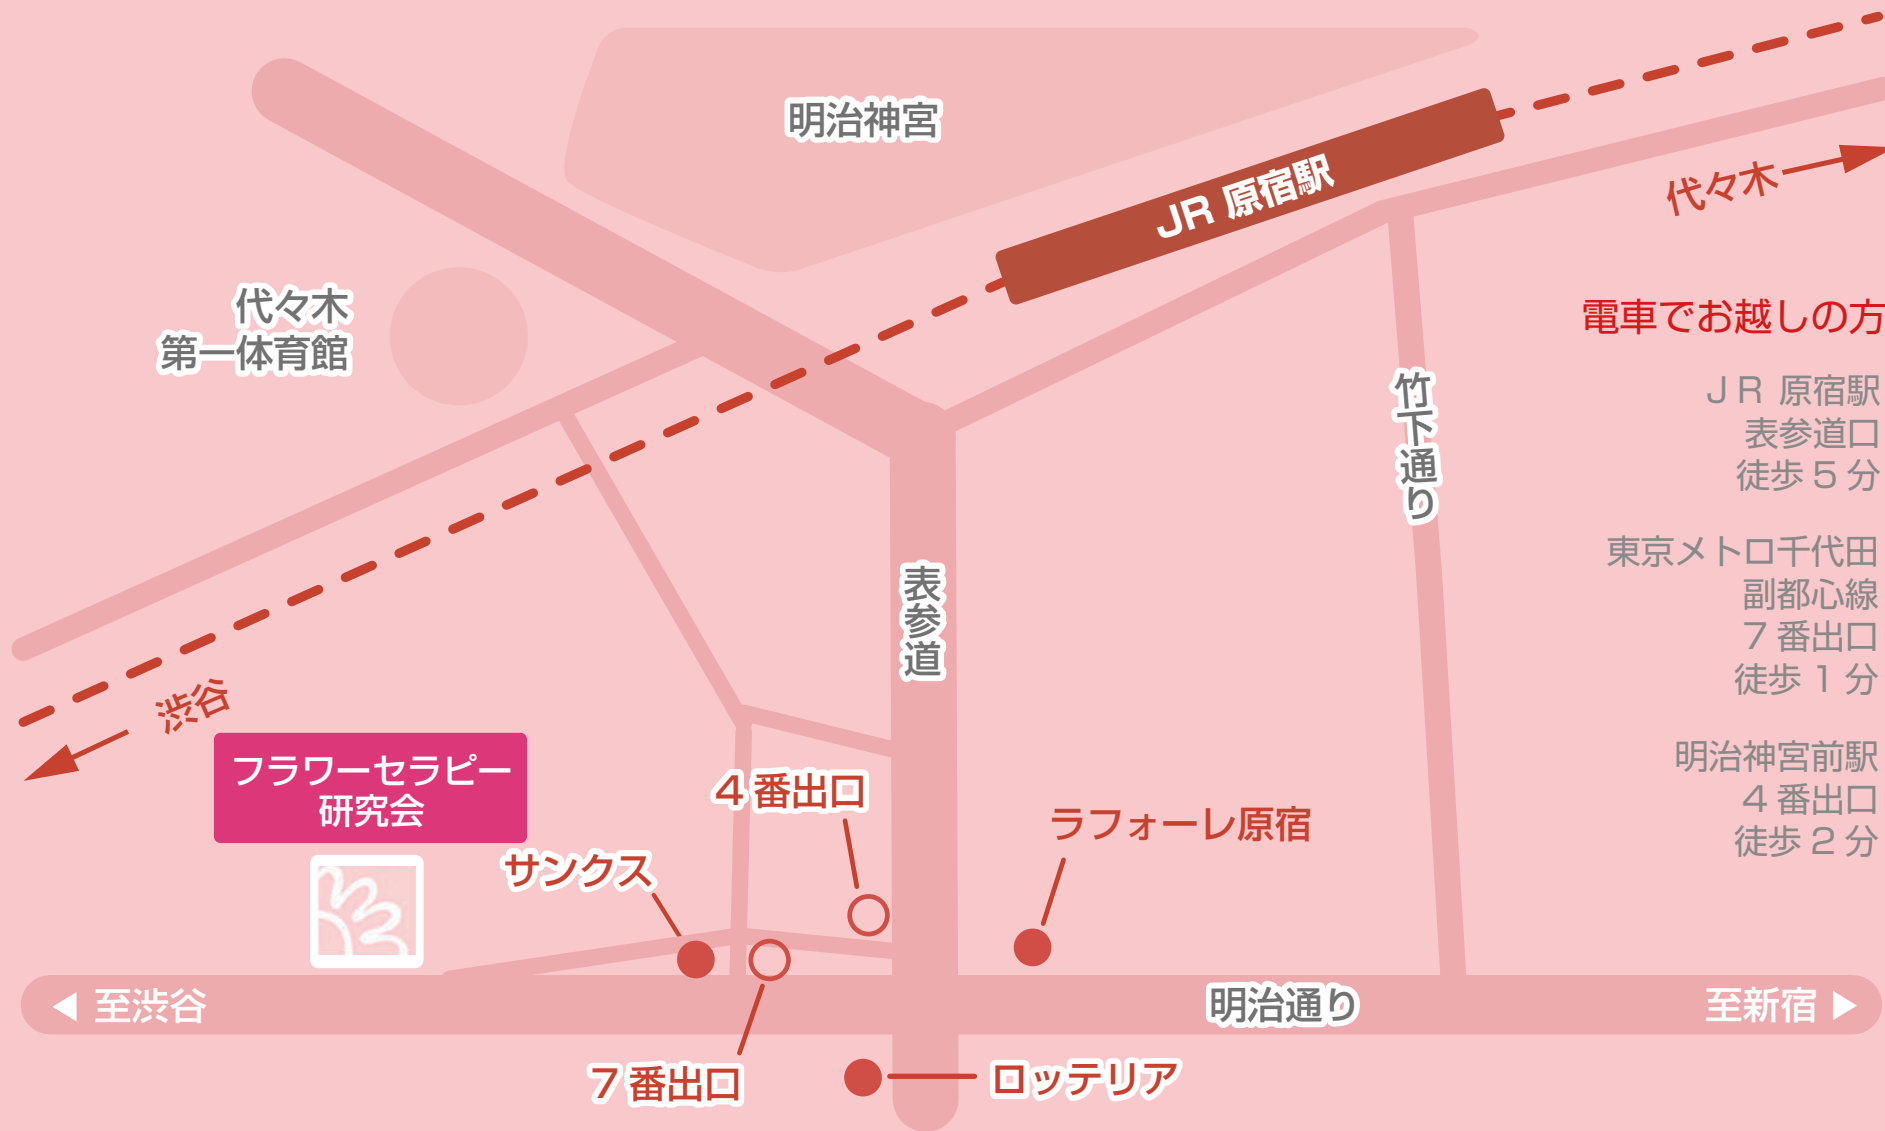 明治神宮
JR 原宿駅
代々木
代々木
第一体育館
電車でお越しの方
竹下通り
ＪＲ 原宿駅
表参道口
徒歩５分
東京メトロ千代田
副都心線
７番出口
徒歩１分
表参道
渋谷
明治神宮前駅
４番出口
徒歩２分
フラワーセラピー
研究会
４番出口
ラフォーレ原宿
サンクス
◀ 至渋谷
明治通り
至新宿 ▶
７番出口
ロッテリア